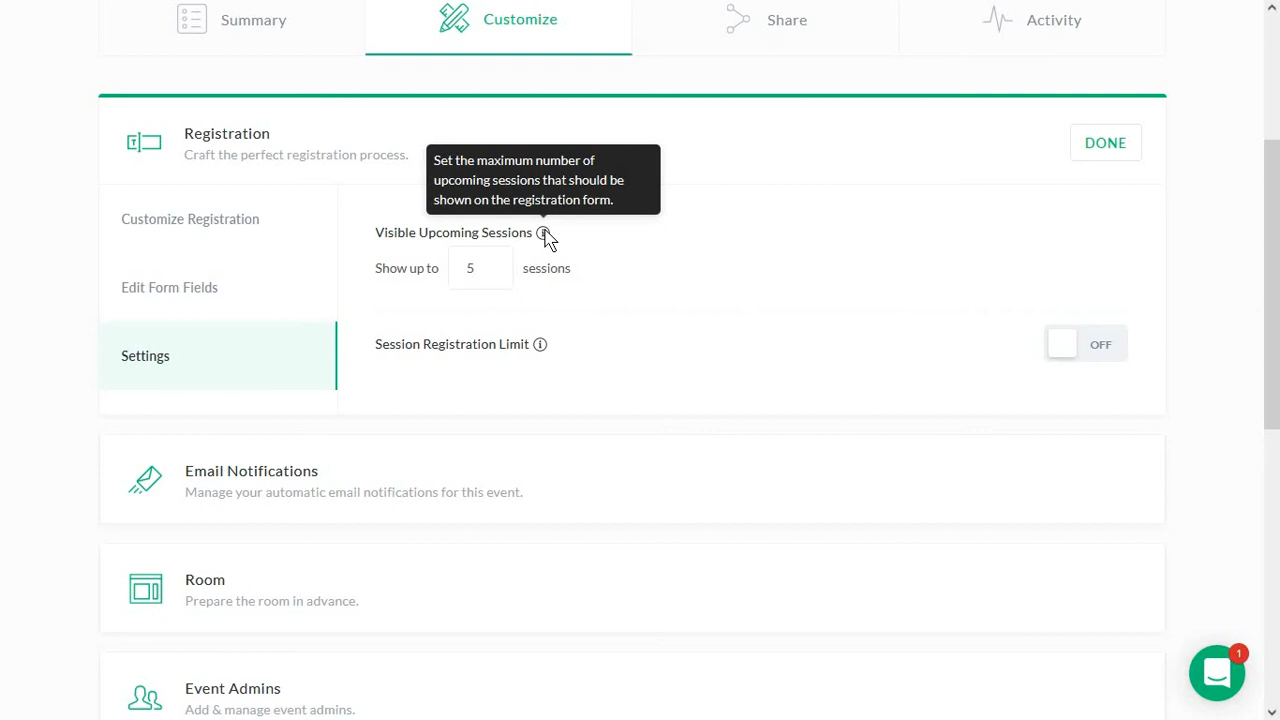 Summary
Customize
Share
Activity
Registration
Craft the perfect registration process.
DONE
Set the maximum number of
upcoming sessions that should be
shown on the registration form.
Customize Registration
Edit Form Fields
Settings
Visible Upcoming Sessions
Show up to 5 sessions
Session Registration Limit
OFF
Email Notifications
Manage your automatic email notifications for this event.
Room
Prepare the room in advance.
Event Admins
Add & manage event admins.
1